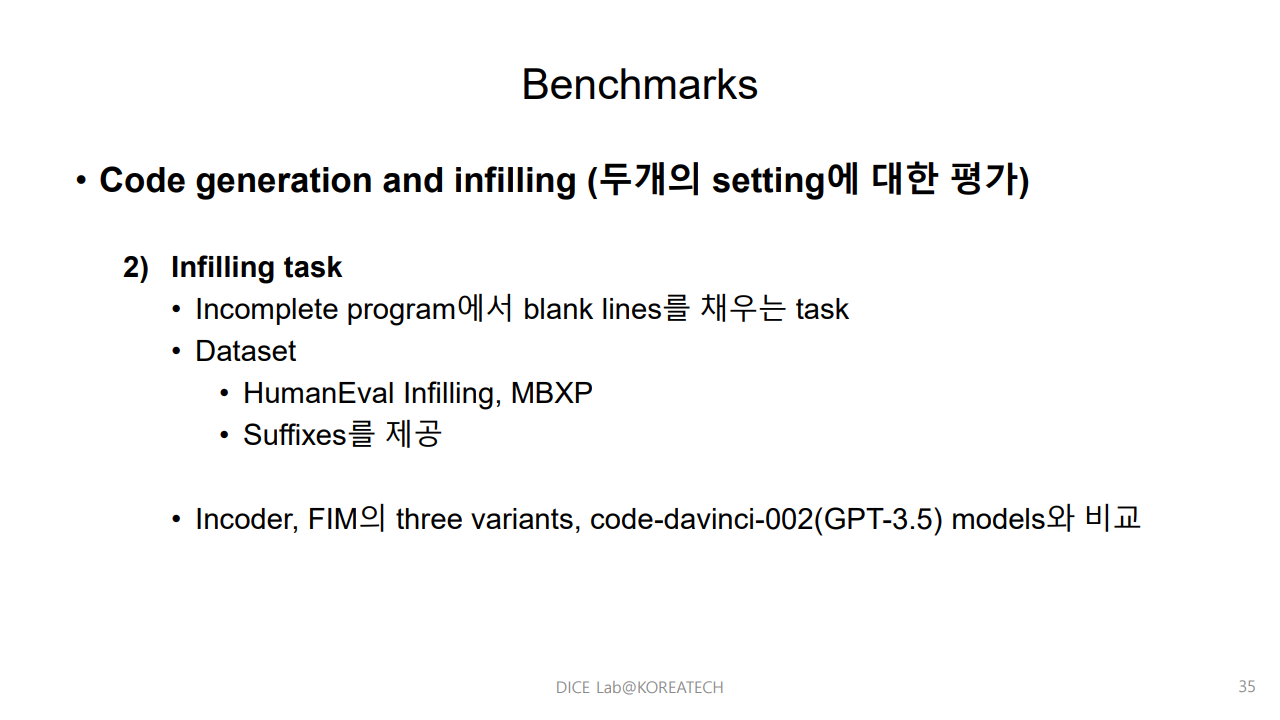 Benchmarks
• Code generation and infilling (두개의 setting에 대한 평가)
2) Infilling task
• Incomplete program에서 blank lines를 채우는 task
• Dataset
• HumanEval Infilling, MBXP
• Suffixes를 제공
• Incoder, FIM의 three variants, code-davinci-002(GPT-3.5) models와 비교
DICE Lab@KOREATECH
35